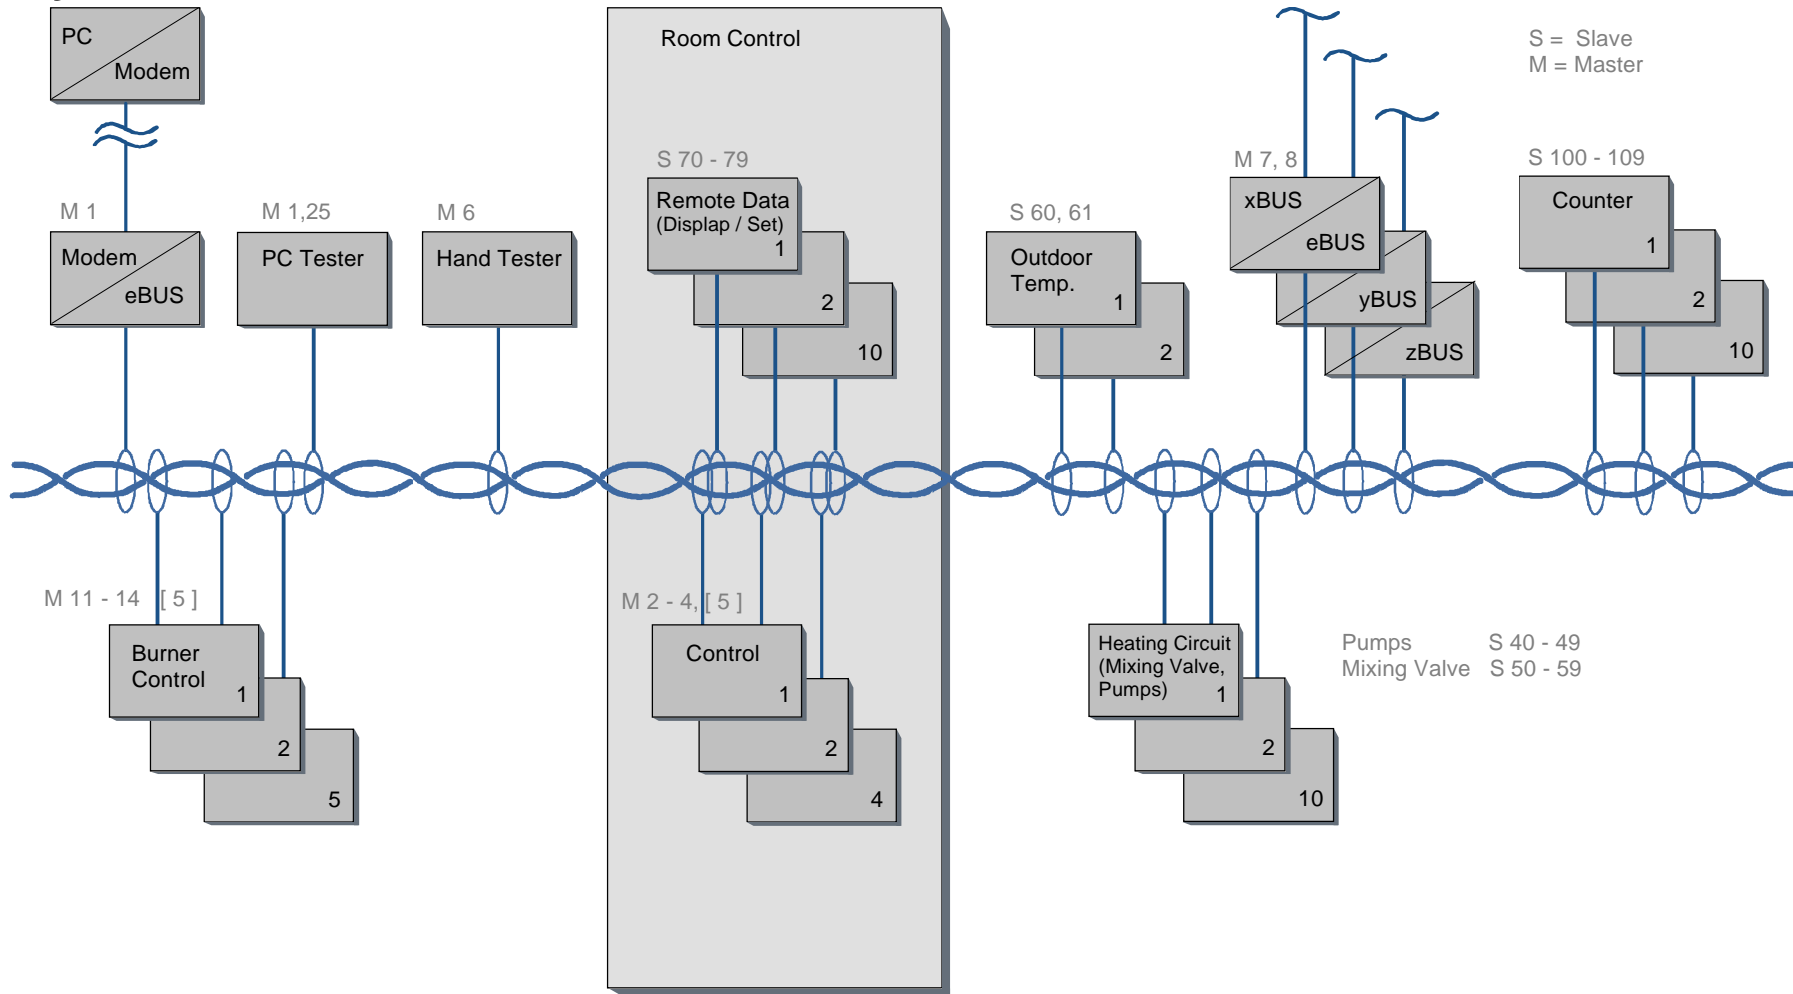 PC
Modem
Room Control
S = Slave
M = Master
M 1
Modem
eBUS
M 1,25
PC Tester
M 6
Hand Tester
S 70 - 79
Remote Data
(Displap / Set)
1
2
10
S 60, 61
Outdoor
Temp.
1
2
M 7, 8
xBUS
eBUS
yBUS
zBUS
S 100 - 109
Counter
1
2
10
M 11 - 14 [ 5 ]
Burner
Control
1
2
5
M 2 - 4, [ 5 ]
Control
1
2
4
Heating Circuit
(Mixing Valve,
Pumps)
1
2
10
Pumps S 40 - 49
Mixing Valve S 50 - 59